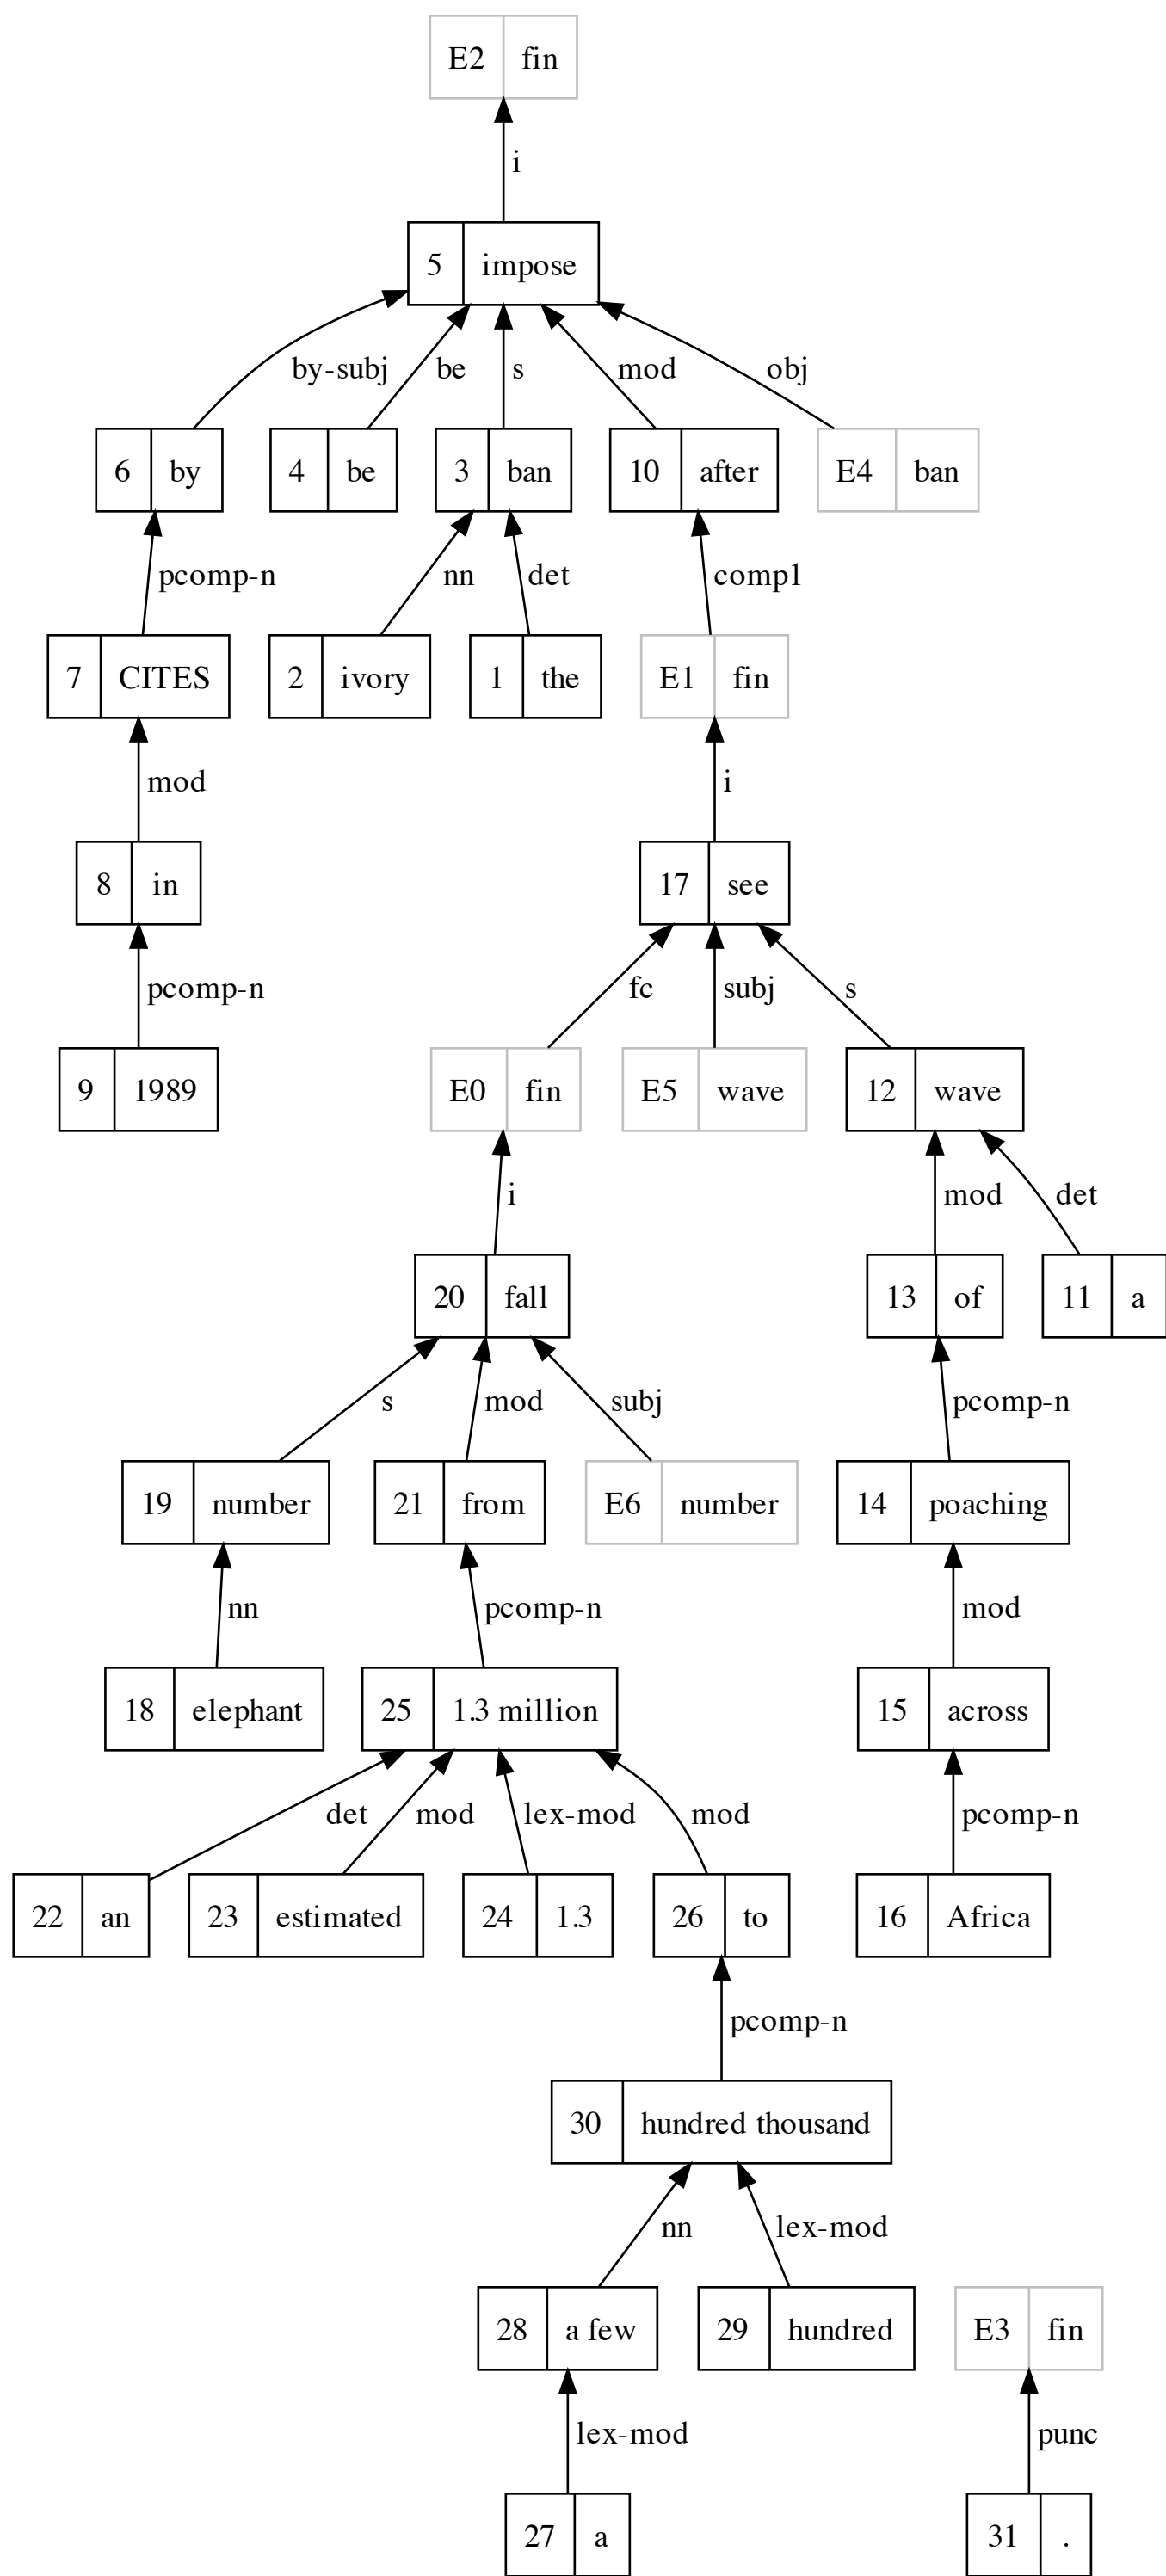 E2 fin
i
5 impose
by-subj be s mod obj
6 by 4 be 3 ban 10 after E4 ban
pcomp-n nn det comp1
7 CITES 2 ivory 1 the E1 fin
mod i
8 in 17 see
pcomp-n fc subj s
9 1989 E0 fin E5 wave 12 wave
i mod det
20 fall 13 of 11 a
s mod subj pcomp-n
19 number 21 from E6 number 14 poaching
nn pcomp-n mod
18 elephant 25 1.3 million 15 across
det mod lex-mod mod pcomp-n
22 an 23 estimated 24 1.3 26 to 16 Africa
pcomp-n
30 hundred thousand
nn lex-mod
28 a few 29 hundred E3 fin
lex-mod punc
27 a 31 .